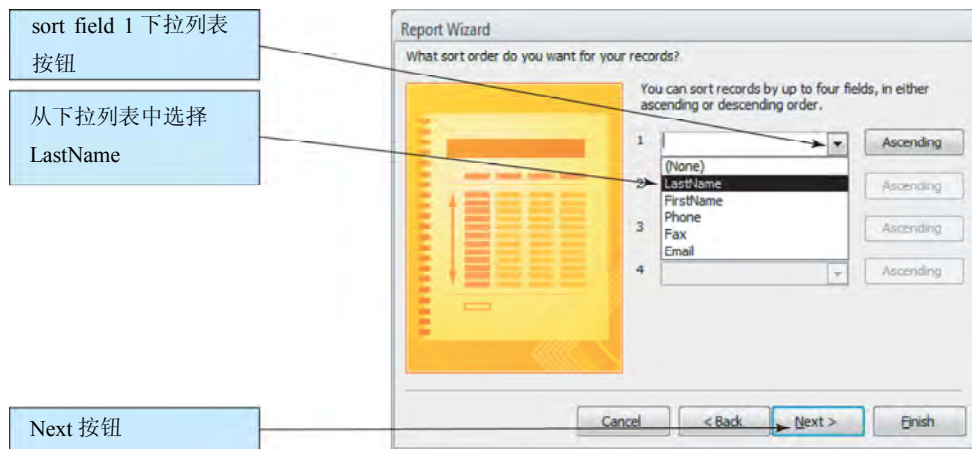 sort field 1 下拉列表
按钮
从下拉列表中选择
LastName
Next 按钮
Report Wizard
What sort order do you want for your records?
You can sort records by up to four fields, in either
ascending or descending order.
1 Ascending
(None)
2 LastName Ascending
FirstName
Phone
3 Fax Ascending
Email
4 Ascending
Cancel < Back Next > Finish